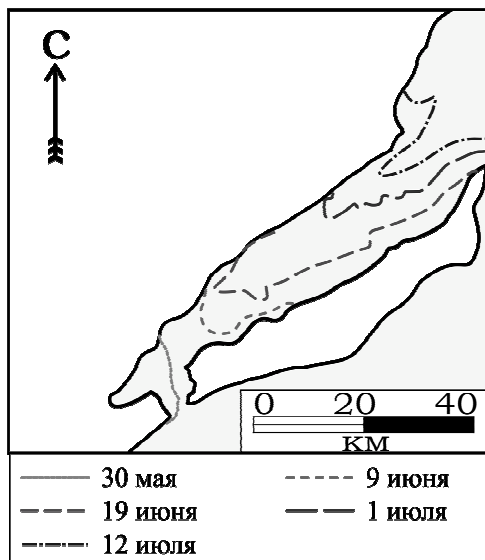 С
0 20 40
км
30 мая 9 июня
19 июня 1 июля
12 июля